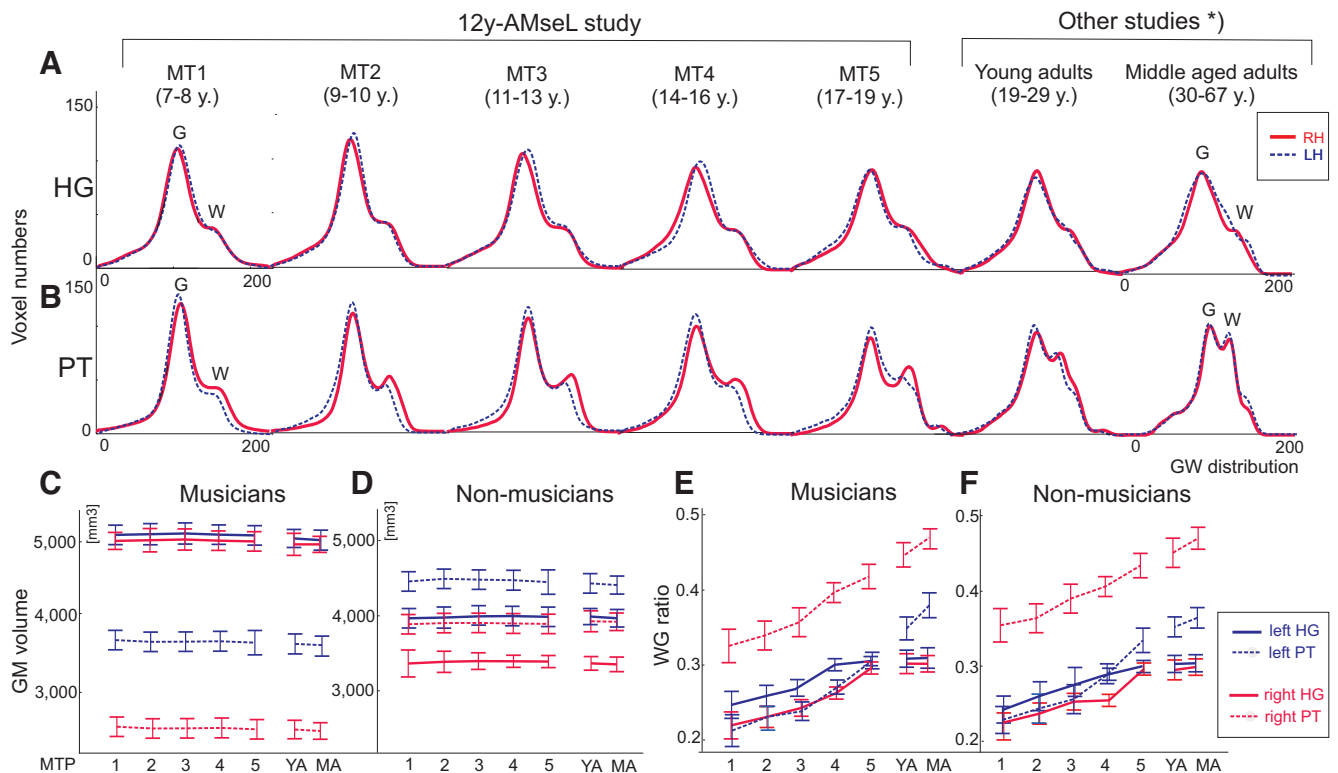 12y-AMseL study
Other studies *)
A
MT1
(7-8 y.)
MT2
(9-10 y.)
MT3
(11-13 y.)
MT4
(14-16 y.)
MT5
(17-19 y.)
Young adults
(19-29 y.)
Middle aged adults
(30-67 y.)
RH
LH
150
G
W
G
W
HG
Voxel numbers
0
0
200
0
200
B
150
G
W
G
W
PT
0
0
200
0
200
GW distribution
C
Musicians
[mm3]
5,000
4,000
3,000
GM volume
MTP
1 2 3 4 5 YA MA
D
Non-musicians
[mm3]
5,000
4,000
3,000
1 2 3 4 5 YA MA
E
Musicians
0.5
0.4
0.3
0.2
WG ratio
1 2 3 4 5 YA MA
F
Non-musicians
0.5
0.4
0.3
0.2
1 2 3 4 5 YA MA
left HG
left PT
right HG
right PT